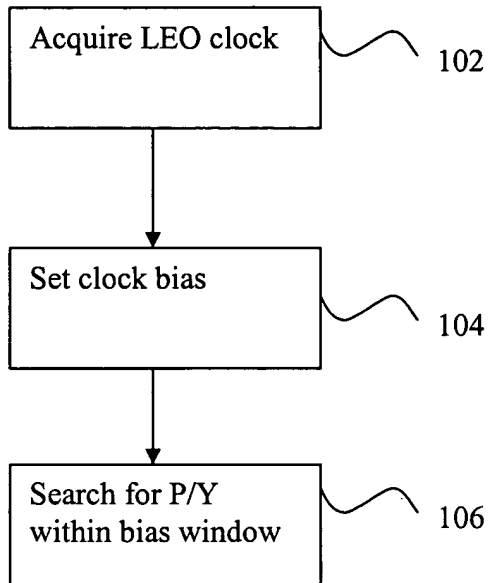 Acquire LEO clock
102
Set clock bias
104
Search for P/Y
within bias window
106